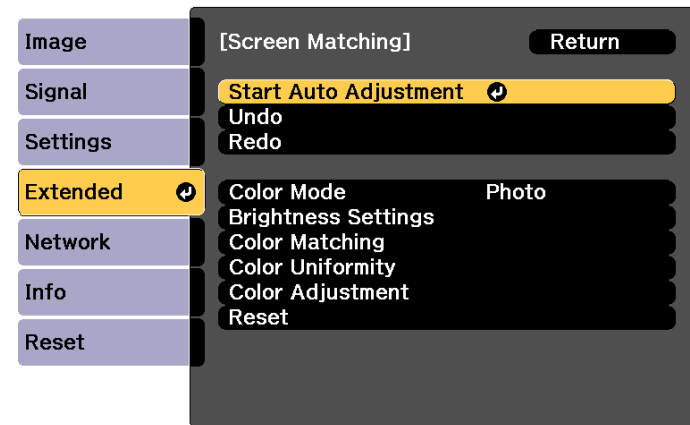 Image
Signal
Settings
Extended
Network
Info
Reset
[Screen Matching] Return
Start Auto Adjustment
Undo
Redo
Color Mode Photo
Brightness Settings
Color Matching
Color Uniformity
Color Adjustment
Reset